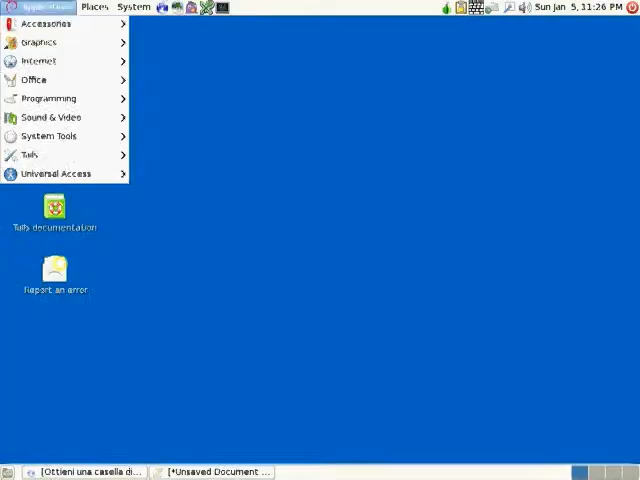 Applications Places System Sun Jan 5, 11:26 PM
Accessories
Graphics
Internet
Office
Programming
Sound & Video
System Tools
Tails
Universal Access
Tails documentation
Report an error
[Ottieni una casella di... [*Unsaved Document ...